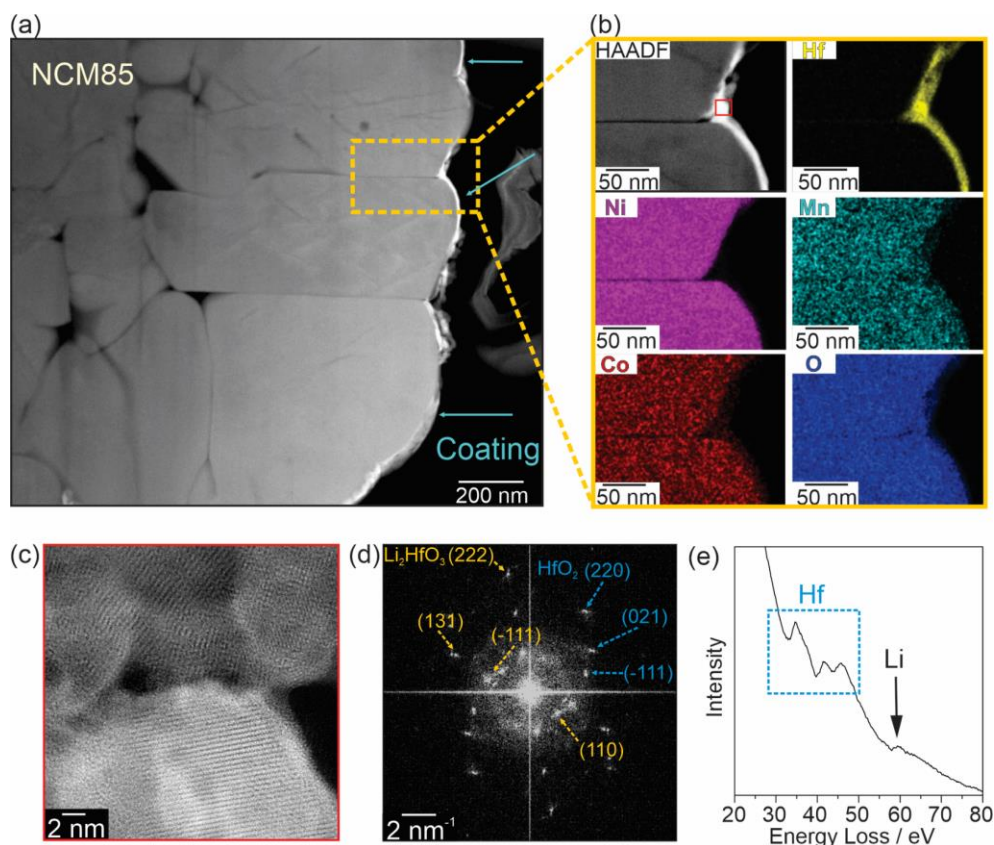 (a)
NCM85
Coating
200 nm
(b)
HAADF
50 nm
Hf
50 nm
Ni
50 nm
Mn
50 nm
Co
50 nm
O
50 nm
(c)
2 nm
(d)
Li₂HfO₃ (222)
HfO₂ (220)
(131)
(-111)
(021)
(-111)
(110)
2 nm⁻¹
(e)
Hf
Li
Intensity
20 30 40 50 60 70 80
Energy Loss / eV